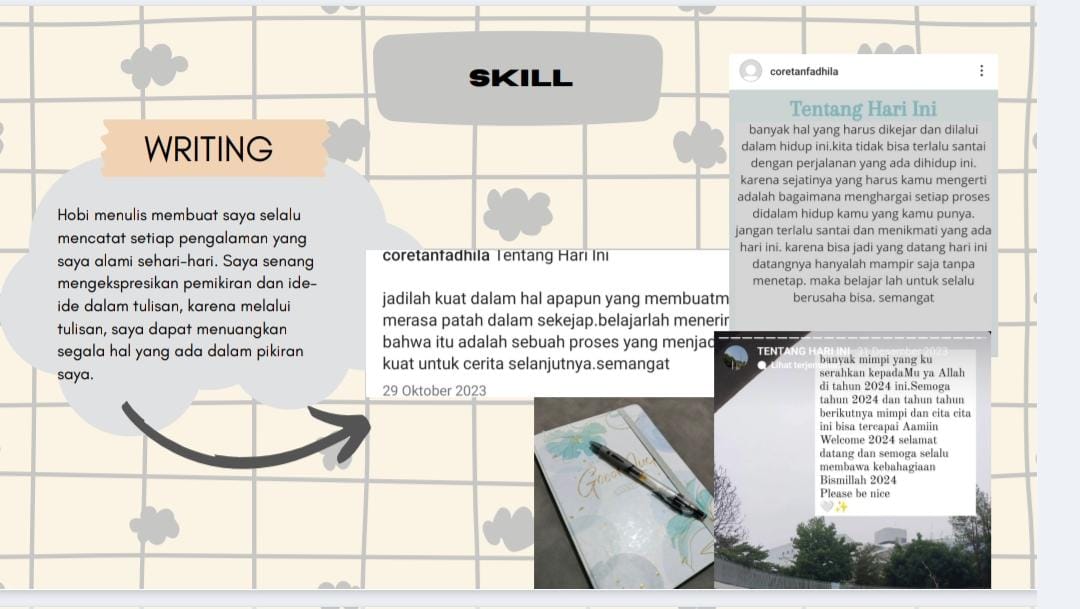 SKILL
WRITING
Hobi menulis membuat saya selalu
mencatat setiap pengalaman yang
saya alami sehari-hari. Saya senang
mengekspresikan pemikiran dan ide-
ide dalam tulisan, karena melalui
tulisan, saya dapat menuangkan
segala hal yang ada dalam pikiran
saya.
coretanfadhila Tentang Hari Ini
jadilah kuat dalam hal apapun yang membuatm
merasa patah dalam sekejap.belajarlah menerin
bahwa itu adalah sebuah proses yang menjad
kuat untuk cerita selanjutnya.semangat
29 Oktober 2023
coretanfadhila
Tentang Hari Ini
banyak hal yang harus dikejar dan dilalui
dalam hidup ini.kita tidak bisa terlalu santai
dengan perjalanan yang ada dihidup ini.
karena sejatinya yang harus kamu mengerti
adalah bagaimana menghargai setiap proses
didalam hidup kamu yang kamu punya.
jangan terlalu santai dan menikmati yang ada
hari ini. karena bisa jadi yang datang hari ini
datangnya hanyalah mampir saja tanpa
menetap. maka belajar lah untuk selalu
berusaha bisa. semangat
TENTANG HARI INI 31 Desember 2023
Lihat
banyak mimpi yang ku
serahkan kepadaMu ya Allah
di tahun 2024 ini.Semoga
tahun 2024 dan tahun tahun
berikutnya mimpi dan cita cita
ini bisa tercapai Aamiin
Welcome 2024 selamat
datang dan semoga selalu
membawa kebahagiaan
Bismillah 2024
Please be nice
🤍✨